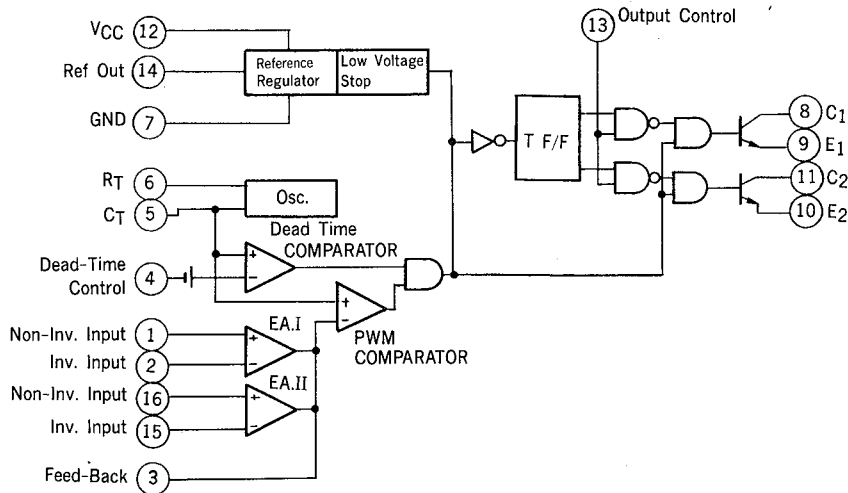 VCC 12
Ref Out 14
GND 7
Reference Regulator
Low Voltage Stop
13 Output Control
T F/F
8 C1
9 E1
11 C2
10 E2
RT 6
CT 5
Osc.
Dead Time
COMPARATOR
+
−
Dead-Time
Control 4
+
−
PWM
COMPARATOR
Non-Inv. Input 1
Inv. Input 2
EA.I
+
−
Non-Inv. Input 16
Inv. Input 15
EA.II
+
−
Feed-Back 3